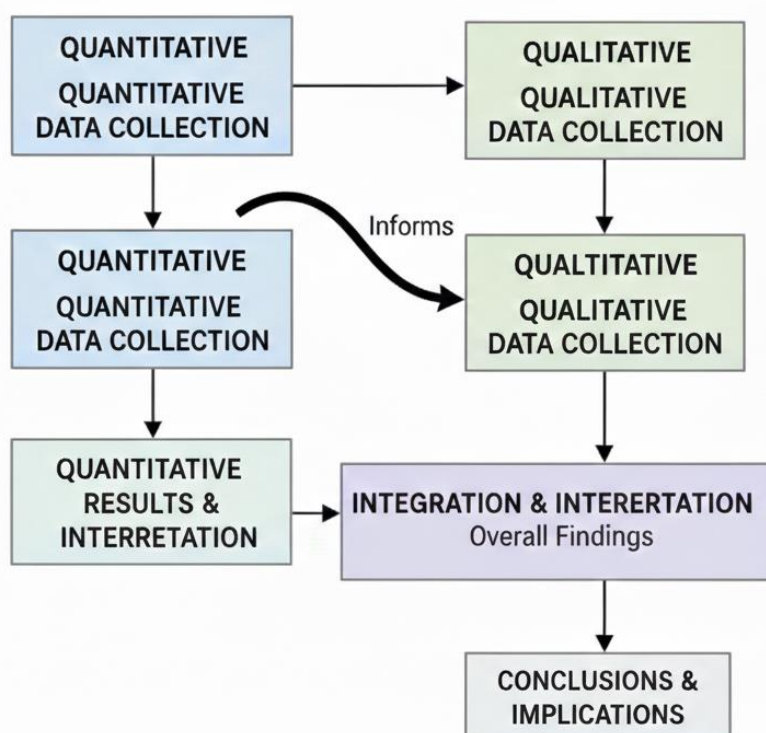 QUANTITATIVE
QUANTITATIVE
DATA COLLECTION
QUALITATIVE
QUALITATIVE
DATA COLLECTION
Informs
QUANTITATIVE
QUANTITATIVE
DATA COLLECTION
QUALTITATIVE
QUALITATIVE
DATA COLLECTION
QUANTITATIVE
RESULTS &
INTERRETATION
INTEGRATION & INTERERTATION
Overall Findings
CONCLUSIONS &
IMPLICATIONS